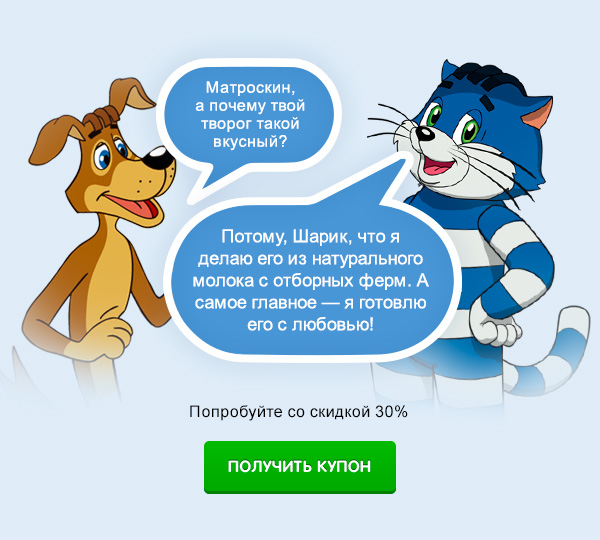 Матроскин,
а почему твой
творог такой
вкусный?
Потому, Шарик, что я
делаю его из натурального
молока с отборных ферм. А
самое главное — я готовлю
его с любовью!
Попробуйте со скидкой 30%
ПОЛУЧИТЬ КУПОН